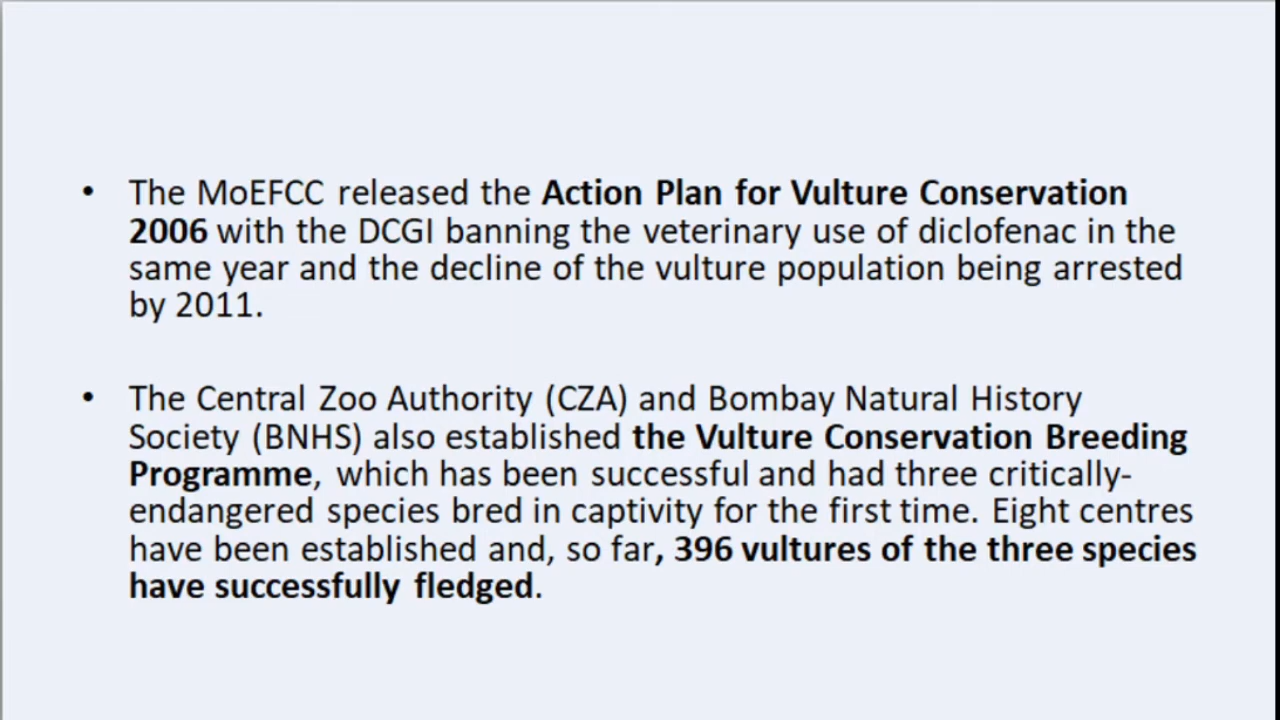 • The MoEFCC released the Action Plan for Vulture Conservation
2006 with the DCGI banning the veterinary use of diclofenac in the
same year and the decline of the vulture population being arrested
by 2011.
• The Central Zoo Authority (CZA) and Bombay Natural History
Society (BNHS) also established the Vulture Conservation Breeding
Programme, which has been successful and had three critically-
endangered species bred in captivity for the first time. Eight centres
have been established and, so far, 396 vultures of the three species
have successfully fledged.